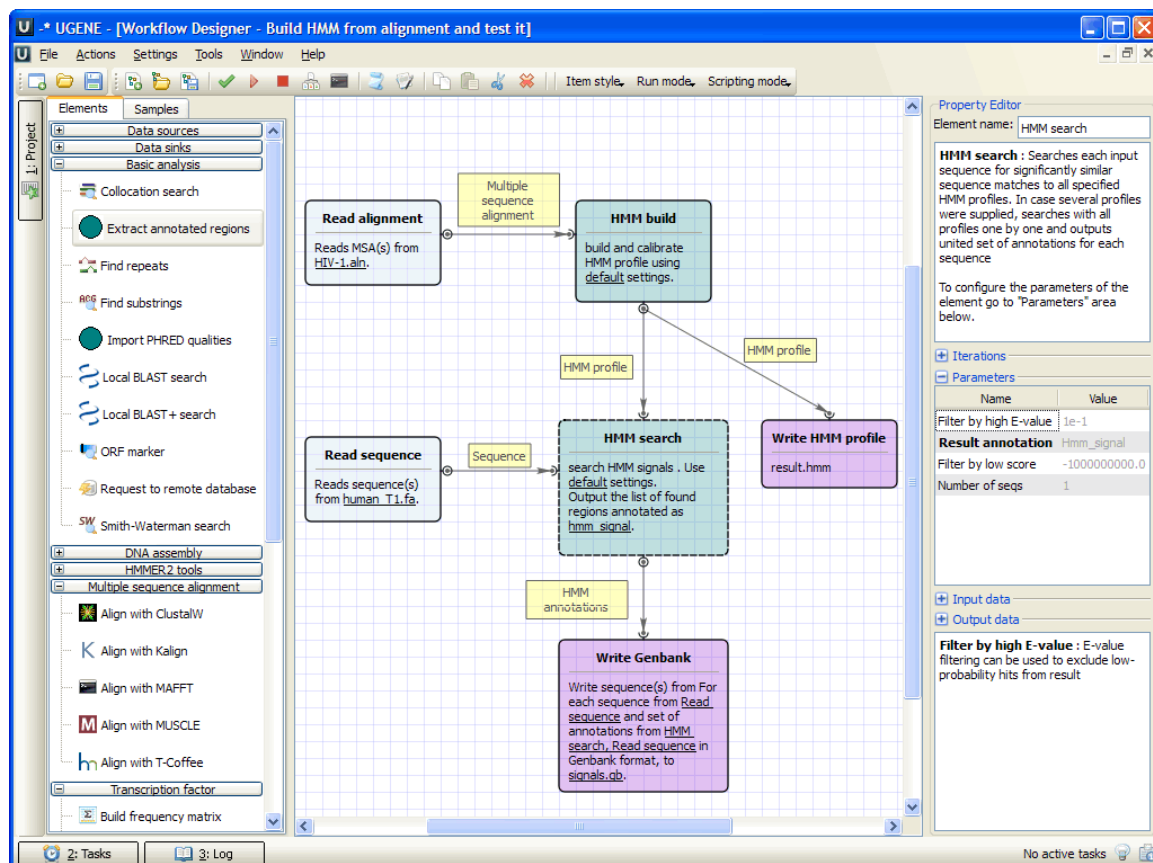 -* UGENE - [Workflow Designer - Build HMM from alignment and test it]
File Actions Settings Tools Window Help
Item style Run mode Scripting mode
1: Project
Elements Samples
Data sources
Data sinks
Basic analysis
Collocation search
Extract annotated regions
Find repeats
ACG Find substrings
Import PHRED qualities
Local BLAST search
Local BLAST+ search
ORF marker
Request to remote database
SW Smith-Waterman search
DNA assembly
HMMER2 tools
Multiple sequence alignment
Align with ClustalW
K Align with Kalign
Align with MAFFT
M Align with MUSCLE
Align with T-Coffee
Transcription factor
Σ Build frequency matrix
Read alignment
Reads MSA(s) from
HIV-1.aln.
Multiple
sequence
alignment
HMM build
build and calibrate
HMM profile using
default settings.
HMM profile
HMM profile
Read sequence
Reads sequence(s)
from human_T1.fa.
Sequence
HMM search
search HMM signals . Use
default settings.
Output the list of found
regions annotated as
hmm_signal.
Write HMM profile
result.hmm
HMM
annotations
Write Genbank
Write sequence(s) from For
each sequence from Read
sequence and set of
annotations from HMM
search, Read sequence in
Genbank format, to
signals.gb.
Property Editor
Element name: HMM search
HMM search : Searches each input
sequence for significantly similar
sequence matches to all specified
HMM profiles. In case several profiles
were supplied, searches with all
profiles one by one and outputs
united set of annotations for each
sequence
To configure the parameters of the
element go to "Parameters" area
below.
Iterations
Parameters
Name Value
Filter by high E-value 1e-1
Result annotation Hmm_signal
Filter by low score -1000000000.0
Number of seqs 1
Input data
Output data
Filter by high E-value : E-value
filtering can be used to exclude low-
probability hits from result
2: Tasks 3: Log No active tasks